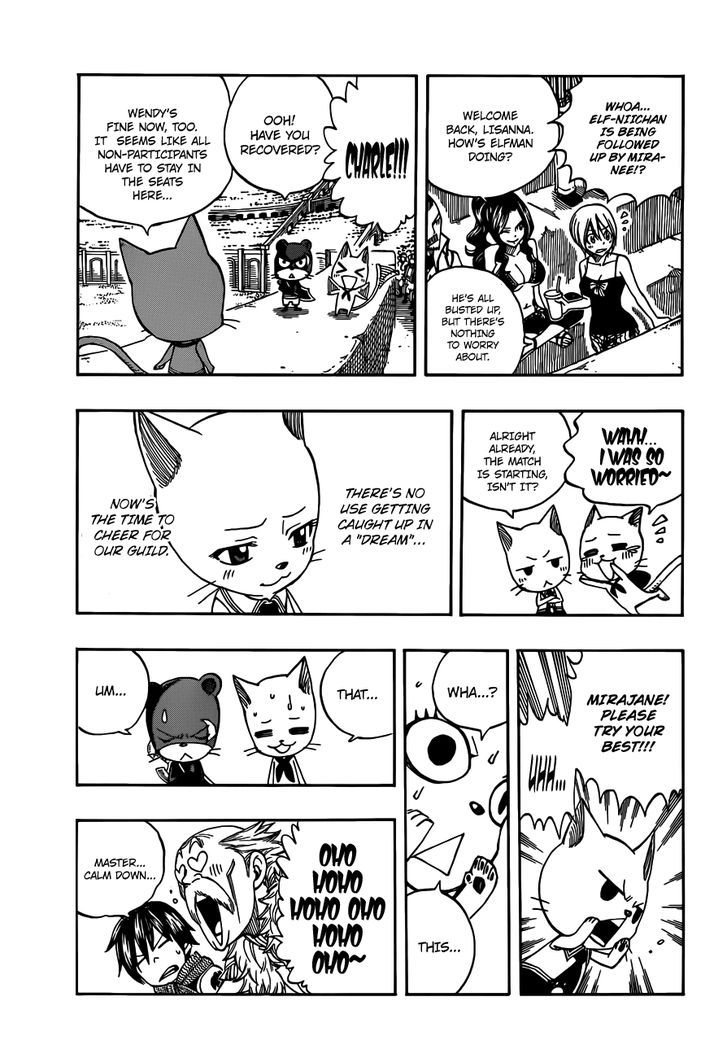 WHOA...
ELF-NIICHAN
IS BEING
FOLLOWED
UP BY MIRA-
NEE!?
WELCOME
BACK, LISANNA.
HOW'S ELFMAN
DOING?
HE'S ALL
BUSTED UP,
BUT THERE'S
NOTHING
TO WORRY
ABOUT.
CHARLE!!!
OOH!
HAVE YOU
RECOVERED?
WENDY'S
FINE NOW, TOO.
IT SEEMS LIKE ALL
NON-PARTICIPANTS
HAVE TO STAY
IN THE
SEATS
HERE...
WAHH...
I WAS SO
WORRIED~
ALRIGHT
ALREADY,
THE MATCH
IS STARTING,
ISN'T IT?
THERE'S NO
USE GETTING
CAUGHT UP IN
A "DREAM"...
NOW'S
THE TIME TO
CHEER FOR
OUR GUILD.
MIRAJANE!
PLEASE
TRY YOUR
BEST!!!
UHH...
WHA...?
THIS...
THAT...
UM...
OHO
HOHO
HOHO OHO
HOHO
OHO~
MASTER...
CALM DOWN...